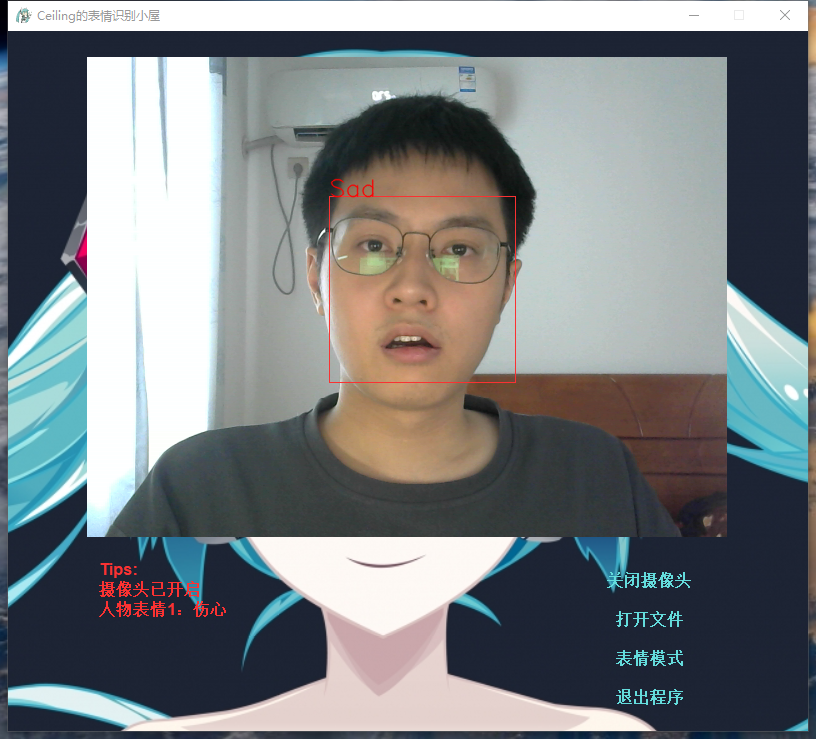 Ceiling的表情识别小屋
Sad
Tips:
摄像头已开启
人物表情1：伤心
关闭摄像头
打开文件
表情模式
退出程序